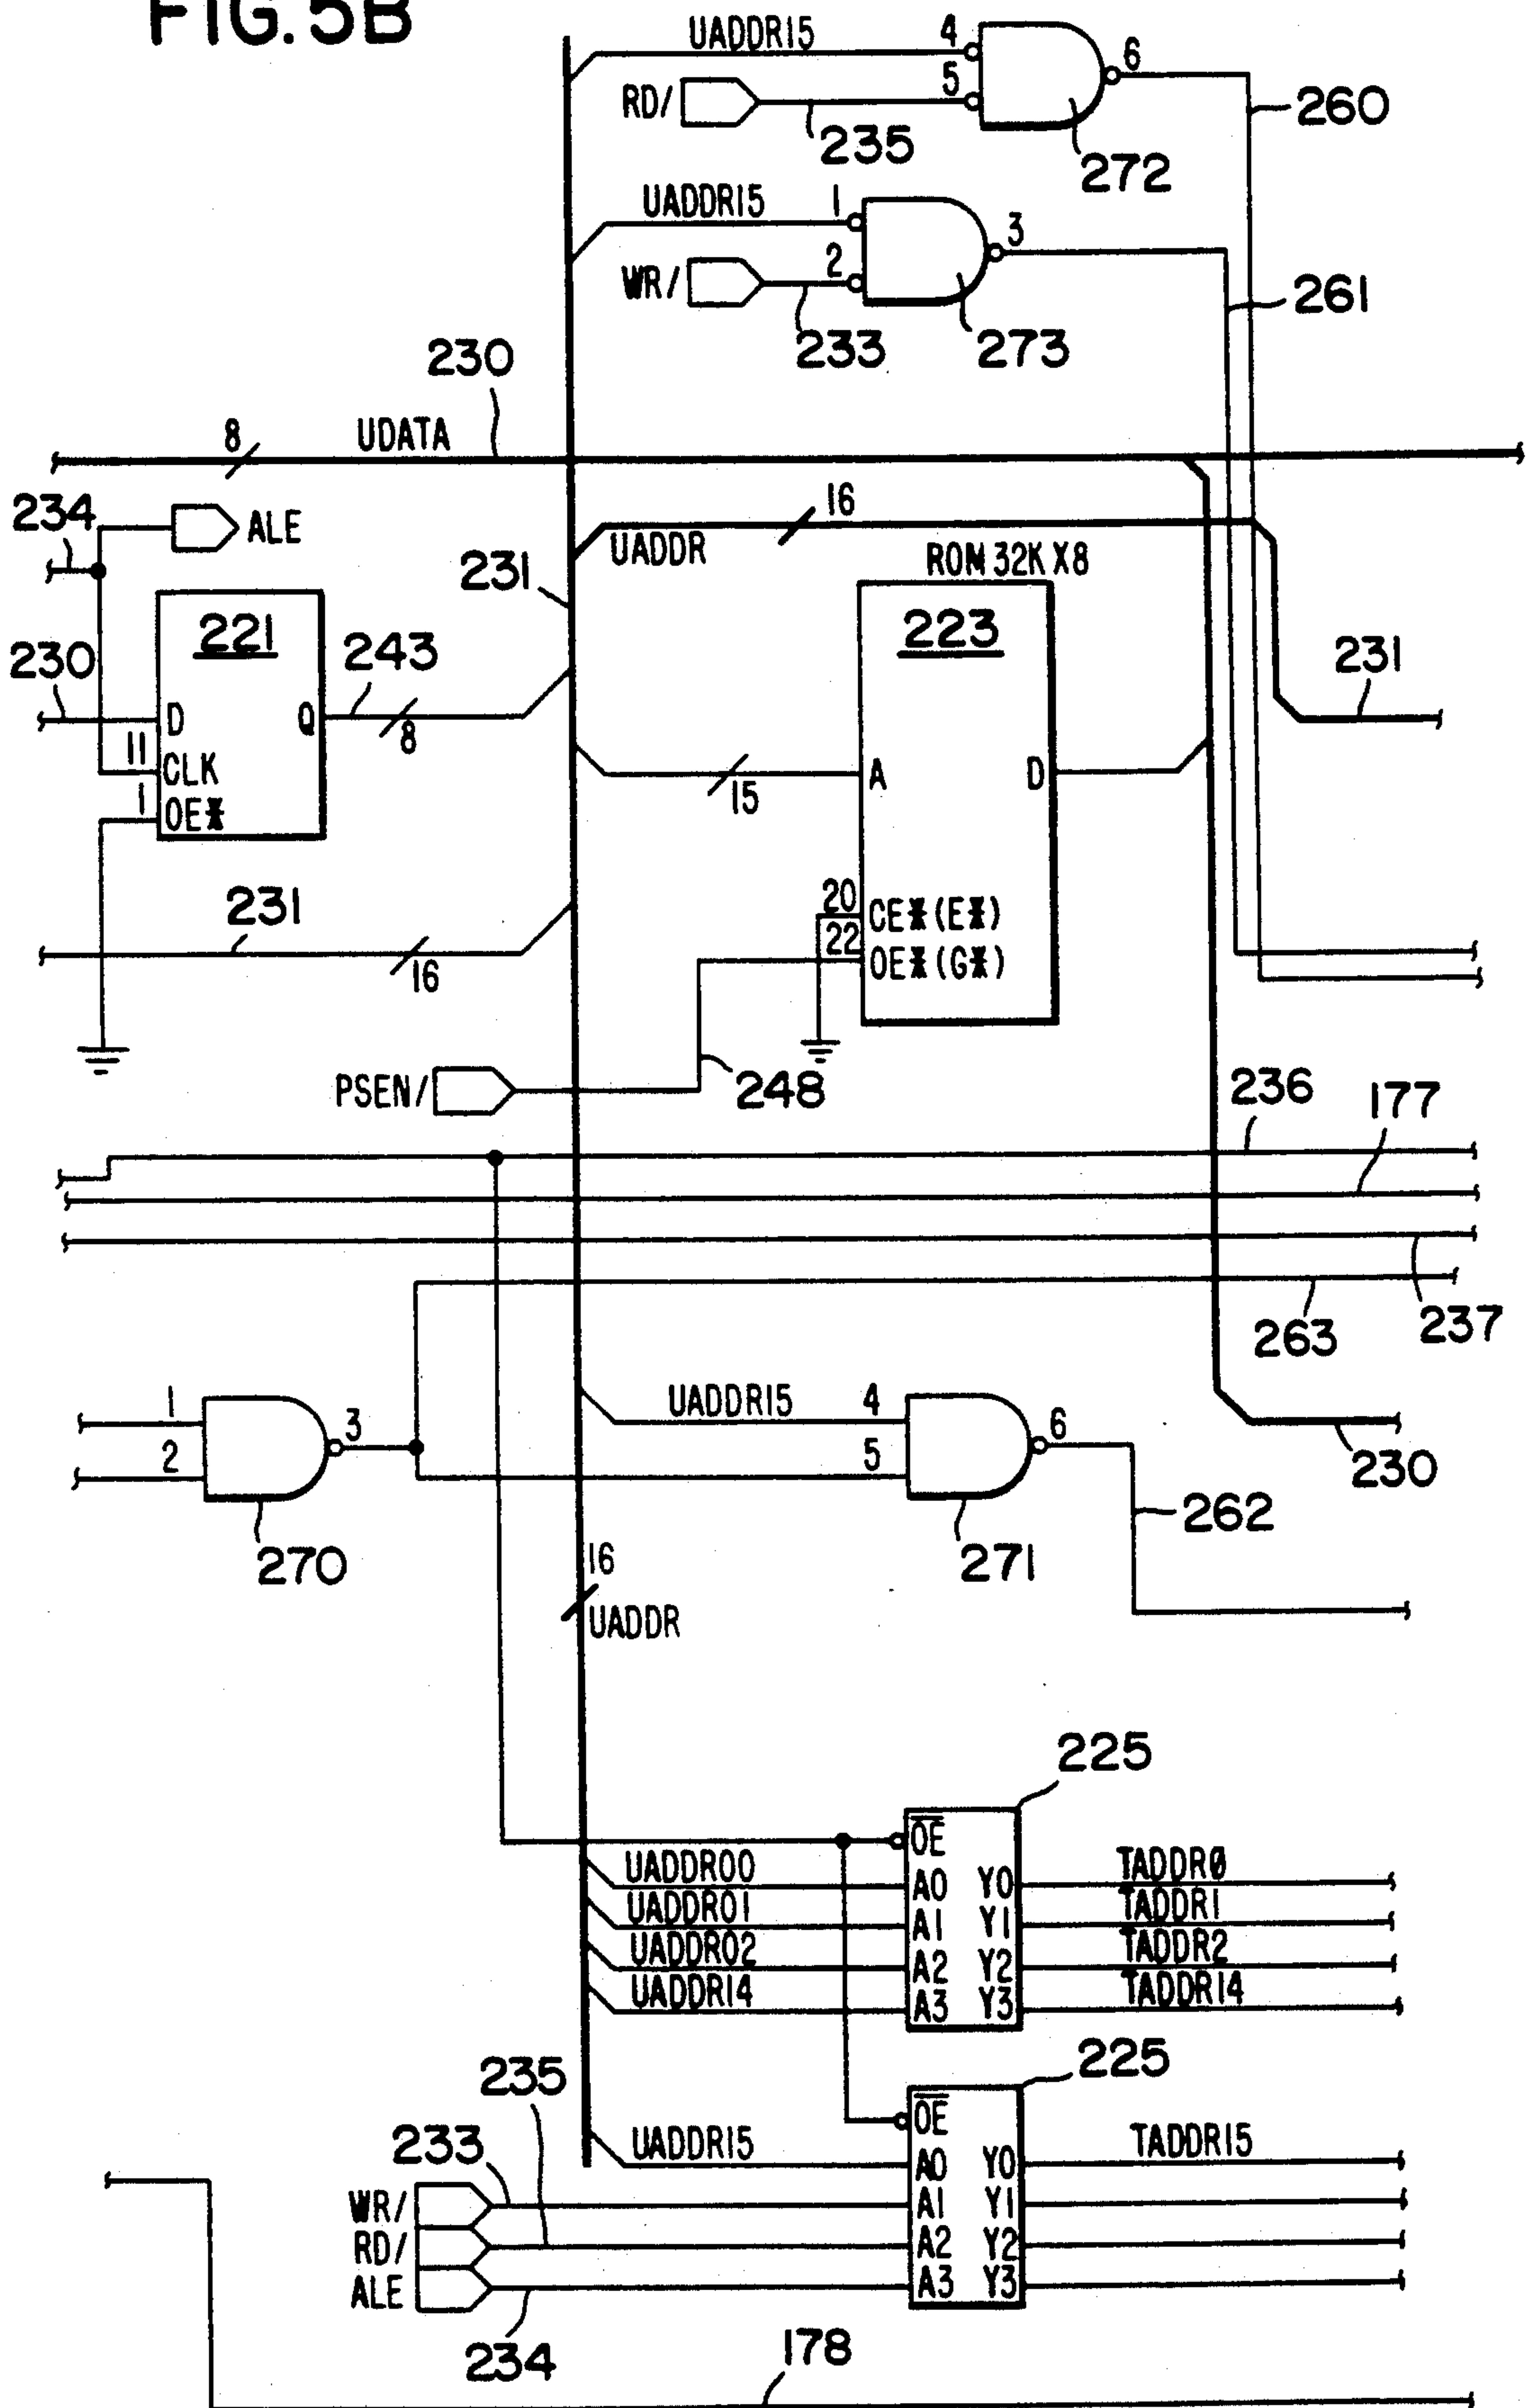 FIG. 5B
UADDR15 4
6
RD/ 5
235
272
260
UADDR15 1
3
WR/ 2
233
273
261
230
8 UDATA
234
ALE
16
UADDR
231
ROM 32K X8
221
223
230
243
231
D Q
8
11
CLK
1
OE*
A D
15
231
16
20
CE*(E*)
22
OE*(G*)
PSEN/
248
236
177
263
237
1
3
2
270
UADDR15 4
6
5
271
230
262
16
UADDR
225
OE
UADDR00 A0 Y0 TADDR0
UADDR01 A1 Y1 TADDR1
UADDR02 A2 Y2 TADDR2
UADDR14 A3 Y3 TADDR14
225
235
OE
233
UADDR15 A0 Y0 TADDR15
WR/ A1 Y1
RD/ A2 Y2
ALE A3 Y3
234
178